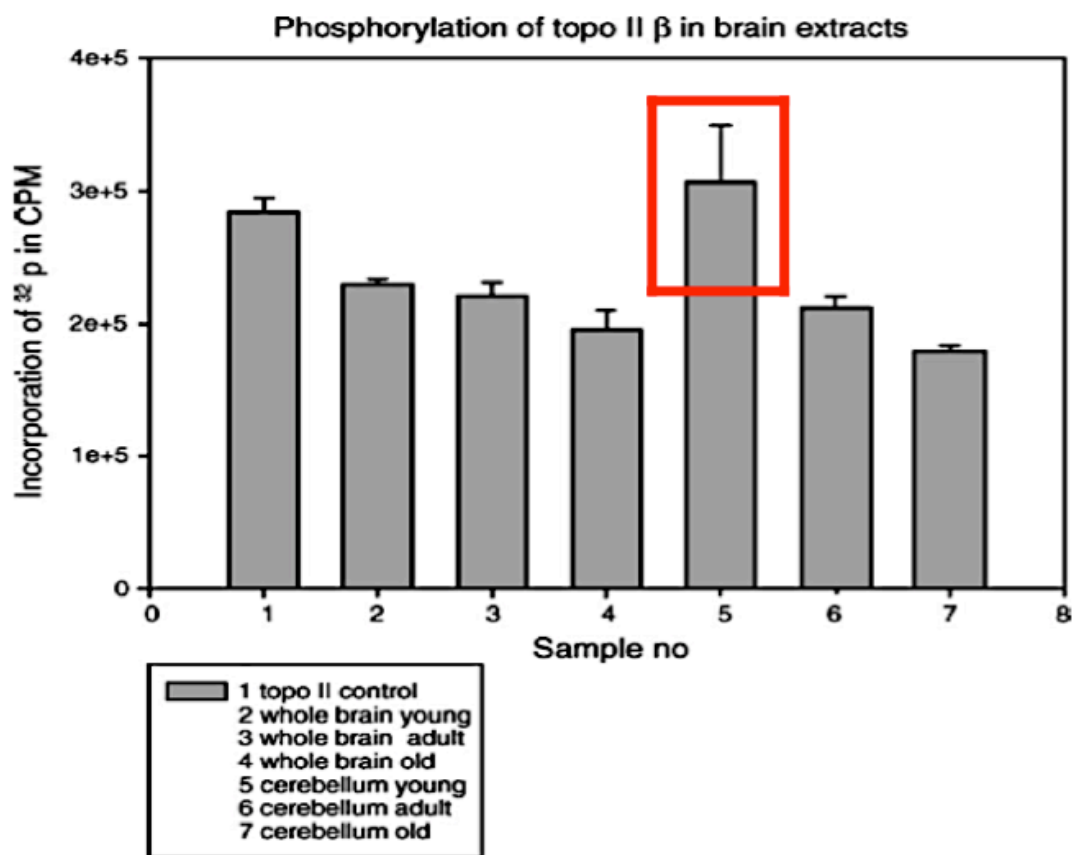 Phosphorylation of topo II β in brain extracts
4e+5
3e+5
2e+5
1e+5
0
Incorporation of ³² p in CPM
0 1 2 3 4 5 6 7 8
Sample no
1 topo II control
2 whole brain young
3 whole brain adult
4 whole brain old
5 cerebellum young
6 cerebellum adult
7 cerebellum old